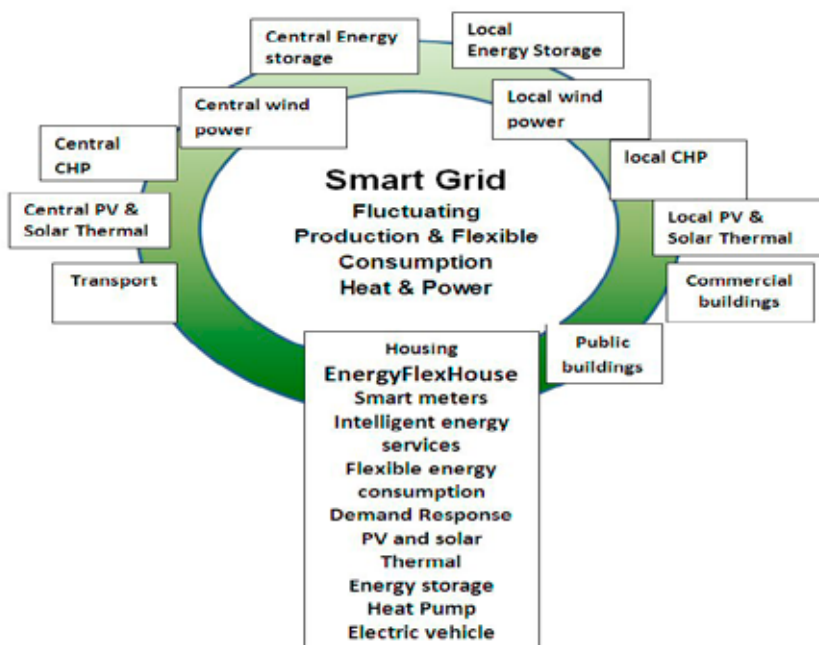 Central Energy
storage
Local
Energy Storage
Central wind
power
Local wind
power
Central
CHP
local CHP
Central PV &
Solar Thermal
Local PV &
Solar Thermal
Transport
Commercial
buildings
Public
buildings
Smart Grid
Fluctuating
Production & Flexible
Consumption
Heat & Power
Housing
EnergyFlexHouse
Smart meters
Intelligent energy
services
Flexible energy
consumption
Demand Response
PV and solar
Thermal
Energy storage
Heat Pump
Electric vehicle